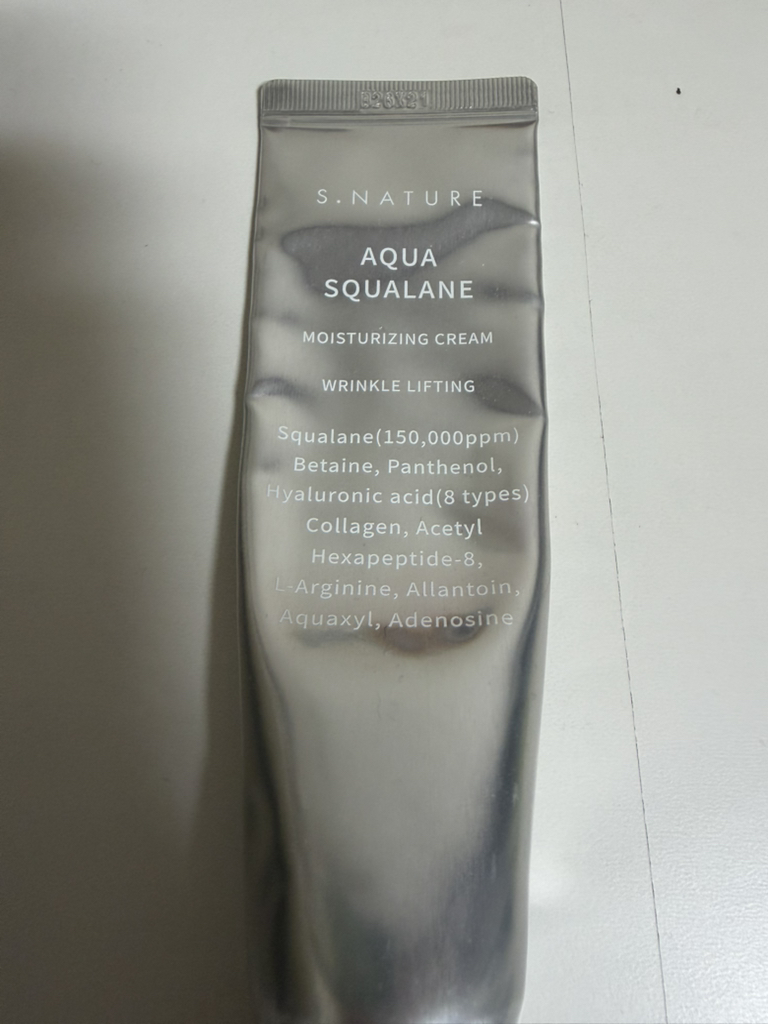 S.NATURE
AQUA
SQUALANE
MOISTURIZING CREAM
WRINKLE LIFTING
Squalane(150,000ppm)
Betaine, Panthenol,
Hyaluronic acid(8 types)
Collagen, Acetyl
Hexapeptide-8,
L-Arginine, Allantoin,
Aquaxyl, Adenosine